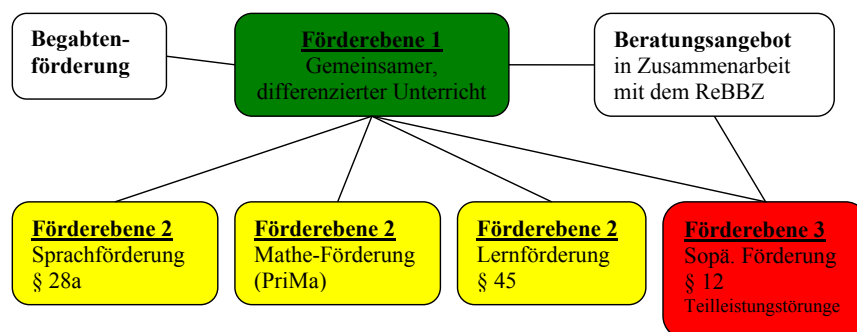 Begabten-
förderung
Förderebene 1
Gemeinsamer,
differenzierter Unterricht
Beratungsangebot
in Zusammenarbeit
mit dem ReBBZ
Förderebene 2
Sprachförderung
§ 28a
Förderebene 2
Mathe-Förderung
(PriMa)
Förderebene 2
Lernförderung
§ 45
Förderebene 3
Sopä. Förderung
§ 12
Teilleistungstörunge